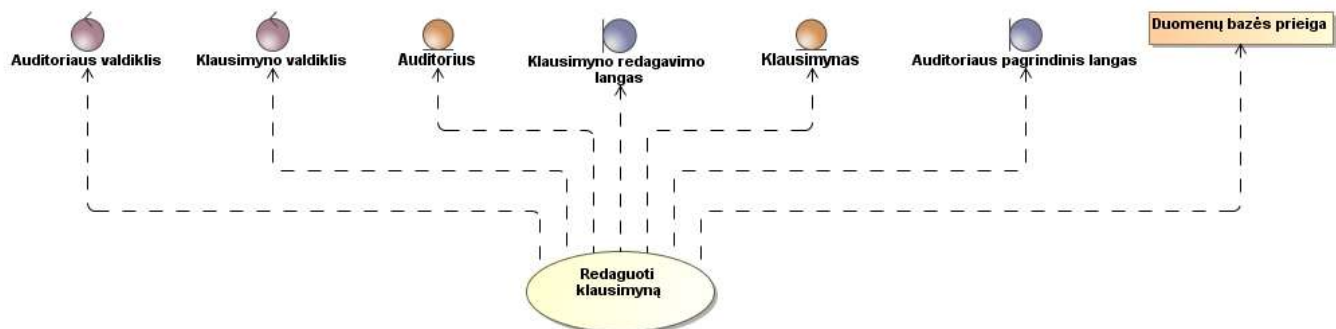 Auditoriaus valdiklis
Klausimyno valdiklis
Auditorius
Klausimyno redagavimo
langas
Klausimynas
Auditoriaus pagrindinis langas
Duomenų bazės prieiga
Redaguoti
klausimyną